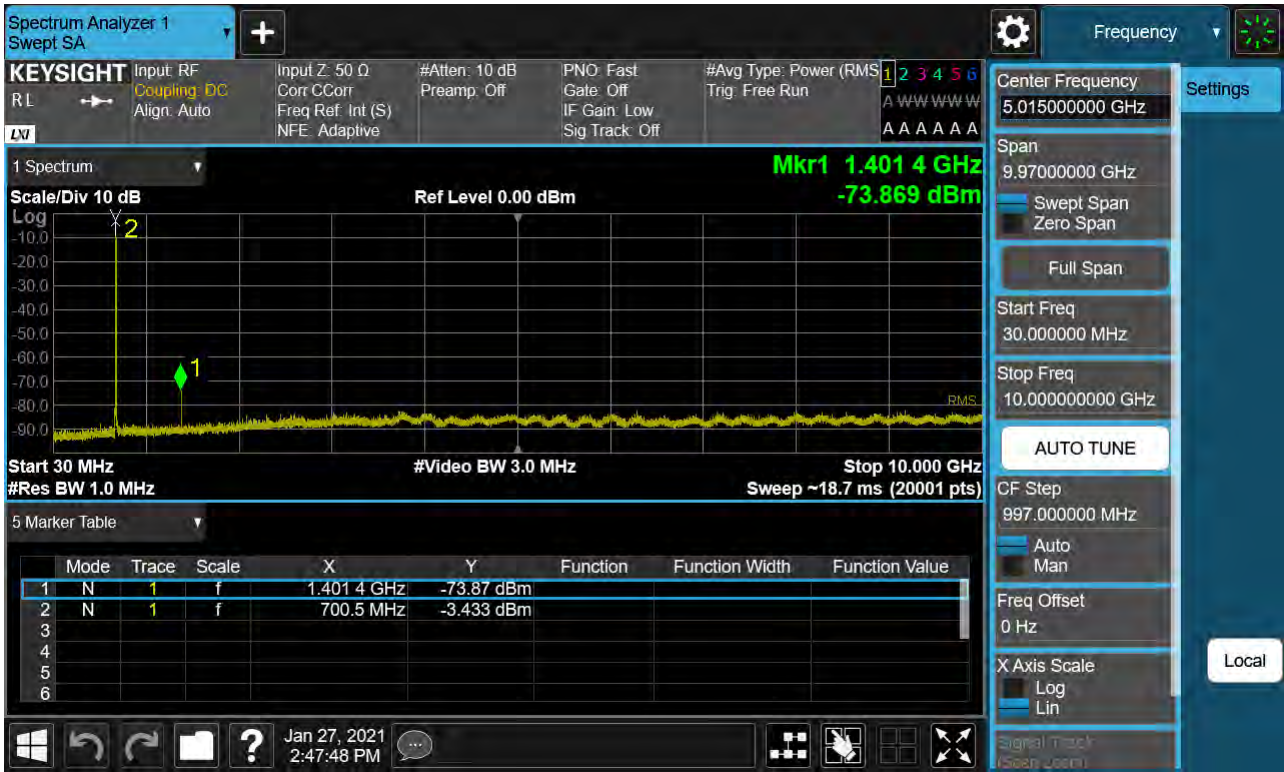 Spectrum Analyzer 1
Swept SA
Frequency
KEYSIGHT
RL
LXI
Input: RF
Coupling: DC
Align: Auto
Input Z: 50 Ω
Corr CCorr
Freq Ref: Int (S)
NFE: Adaptive
#Atten: 10 dB
Preamp: Off
PNO: Fast
Gate: Off
IF Gain: Low
Sig Track: Off
#Avg Type: Power (RMS
Trig: Free Run
1 2 3 4 5 6
A W W W W W
A A A A A A
1 Spectrum
Mkr1 1.401 4 GHz
Scale/Div 10 dB
Ref Level 0.00 dBm
-73.869 dBm
Log
2
-10.0
-20.0
-30.0
-40.0
-50.0
-60.0
1
-70.0
-80.0
RMS
-90.0
Start 30 MHz
#Video BW 3.0 MHz
Stop 10.000 GHz
#Res BW 1.0 MHz
Sweep ~18.7 ms (20001 pts)
5 Marker Table
Mode Trace Scale X Y Function Function Width Function Value
1 N 1 f 1.401 4 GHz -73.87 dBm
2 N 1 f 700.5 MHz -3.433 dBm
3
4
5
6
Jan 27, 2021
2:47:48 PM
Center Frequency
5.015000000 GHz
Settings
Span
9.97000000 GHz
Swept Span
Zero Span
Full Span
Start Freq
30.000000 MHz
Stop Freq
10.000000000 GHz
AUTO TUNE
CF Step
997.000000 MHz
Auto
Man
Freq Offset
0 Hz
X Axis Scale
Log
Lin
Local
Signal Track
(Span Zoom)